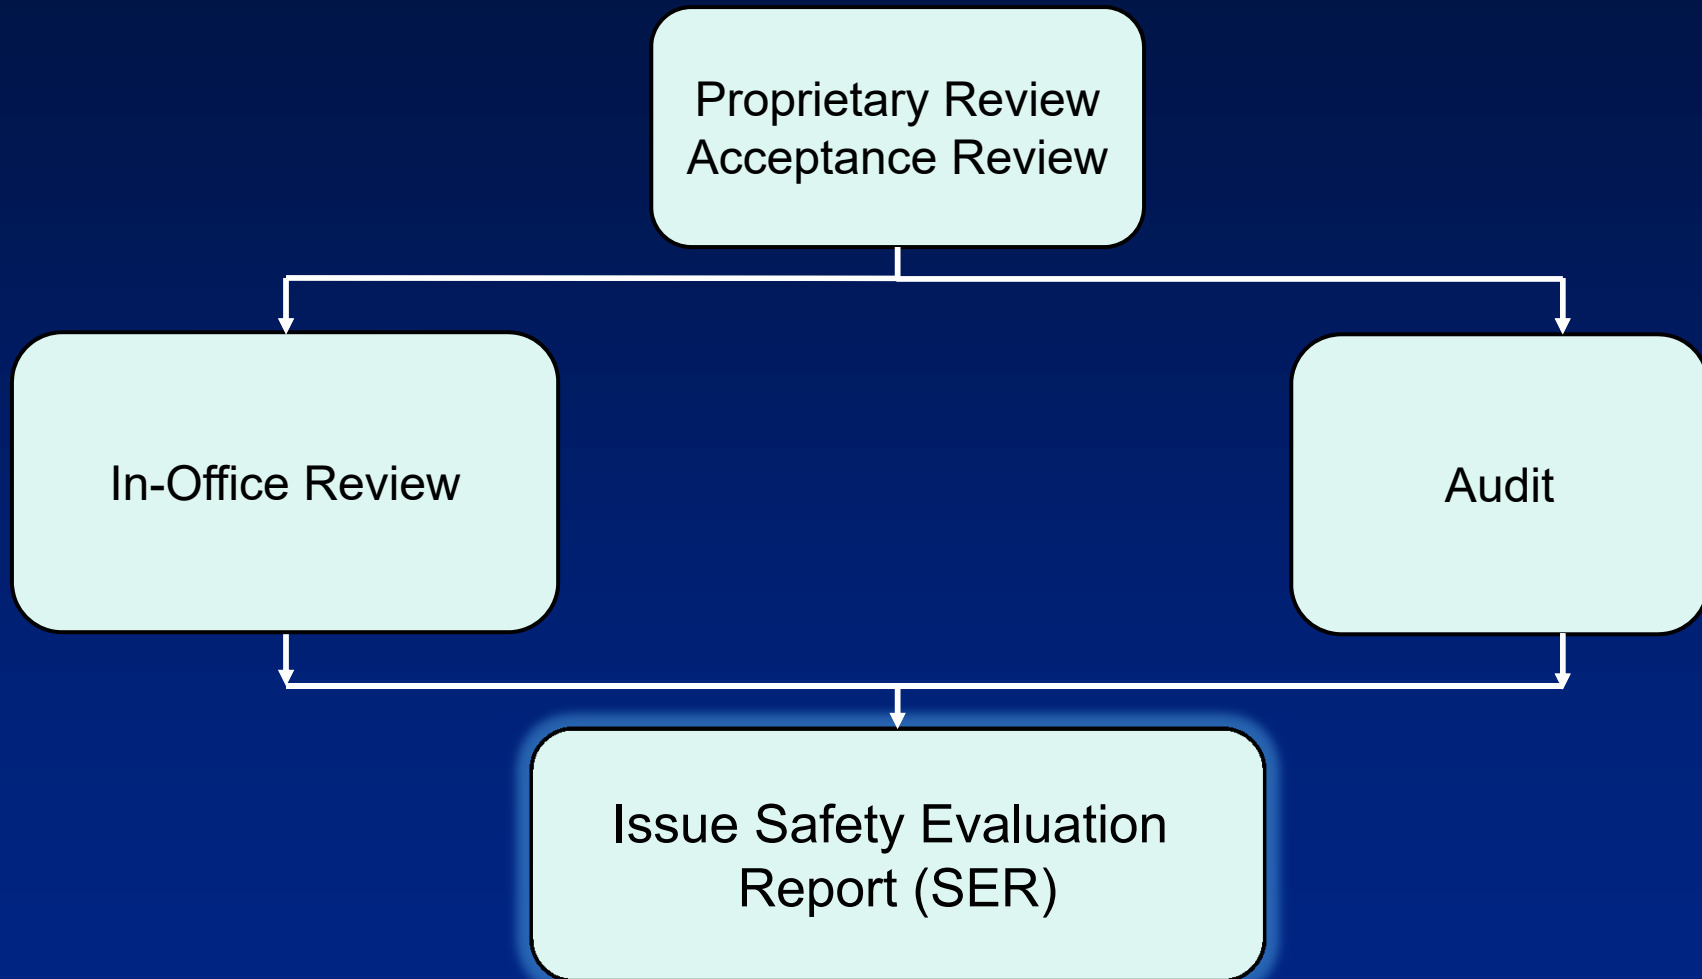 Proprietary Review
Acceptance Review
In-Office Review
Audit
Issue Safety Evaluation
Report (SER)